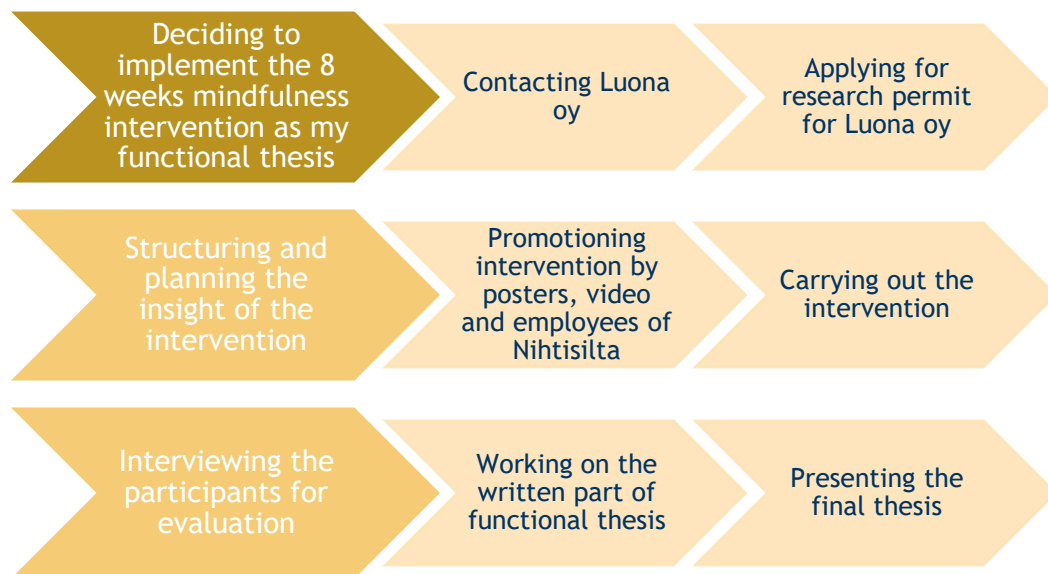 Deciding to
implement the 8
weeks mindfulness
intervention as my
functional thesis
Contacting Luona
oy
Applying for
research permit
for Luona oy
Structuring and
planning the
insight of the
intervention
Promotioning
intervention by
posters, video
and employees of
Nihtisilta
Carrying out the
intervention
Interviewing the
participants for
evaluation
Working on the
written part of
functional thesis
Presenting the
final thesis